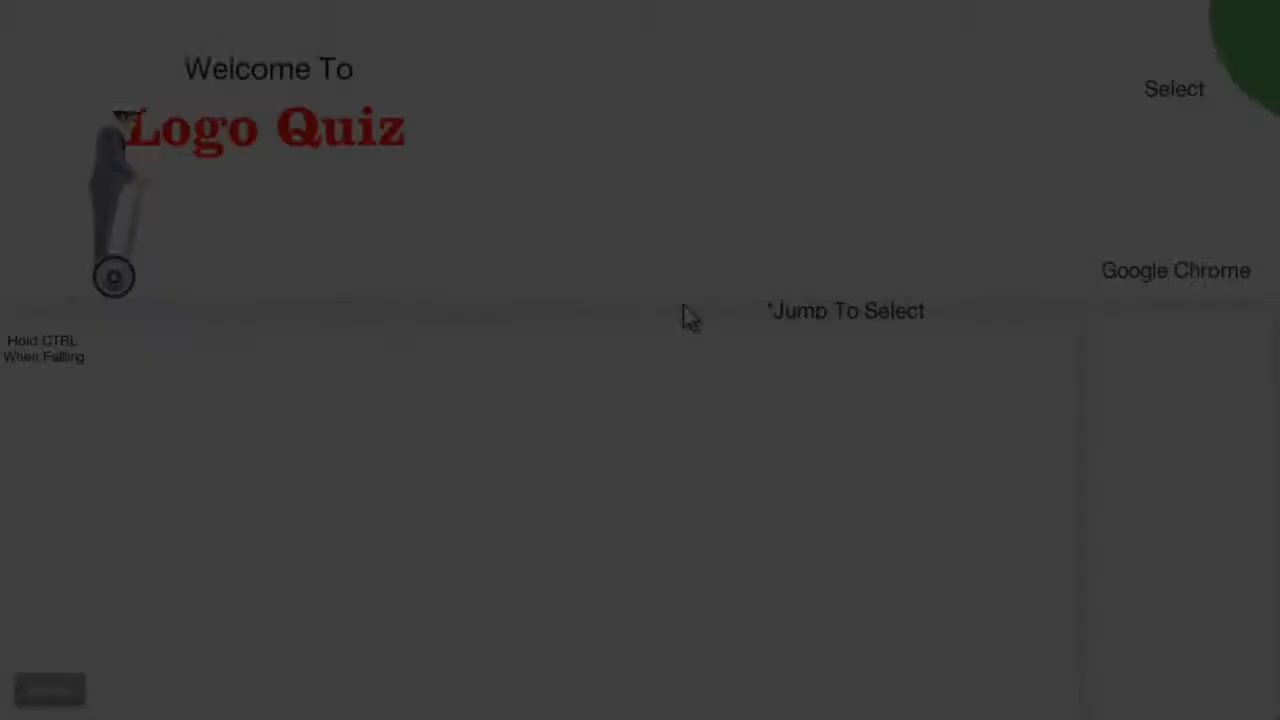 Welcome To
Logo Quiz
Select
Google Chrome
*Jump To Select
Hold CTRL
When Falling